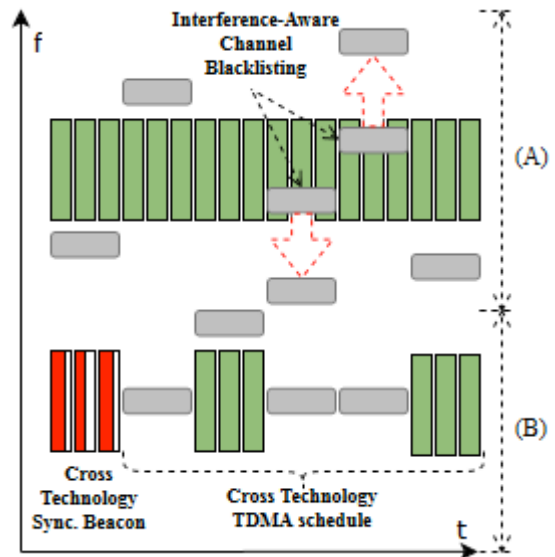 f
Interference-Aware
Channel
Blacklisting
(A)
(B)
Cross
Technology
Sync. Beacon
Cross Technology
TDMA schedule
t